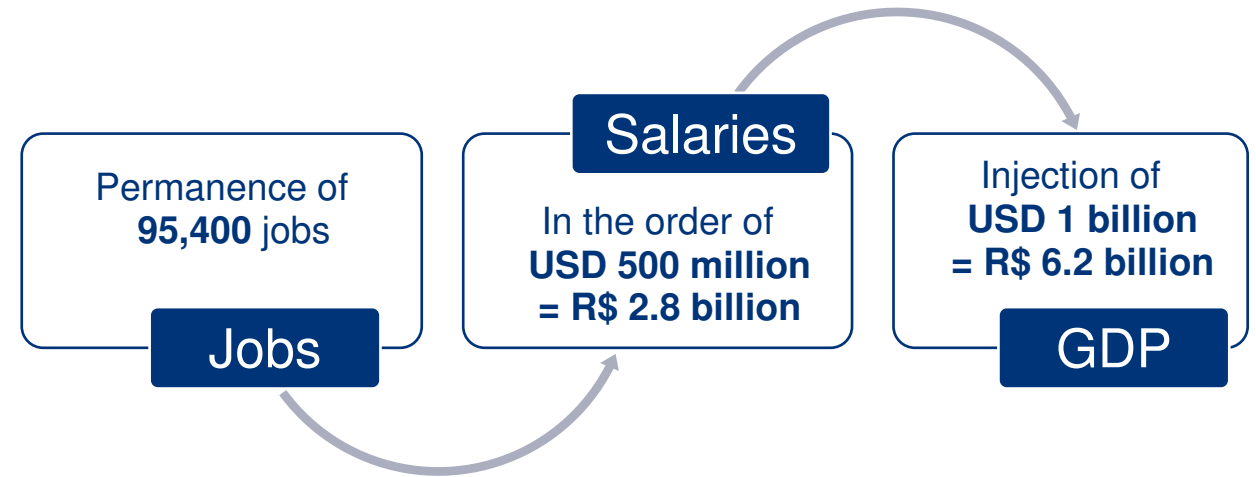 Permanence of
95,400 jobs
Jobs
Salaries
In the order of
USD 500 million
= R$ 2.8 billion
Injection of
USD 1 billion
= R$ 6.2 billion
GDP